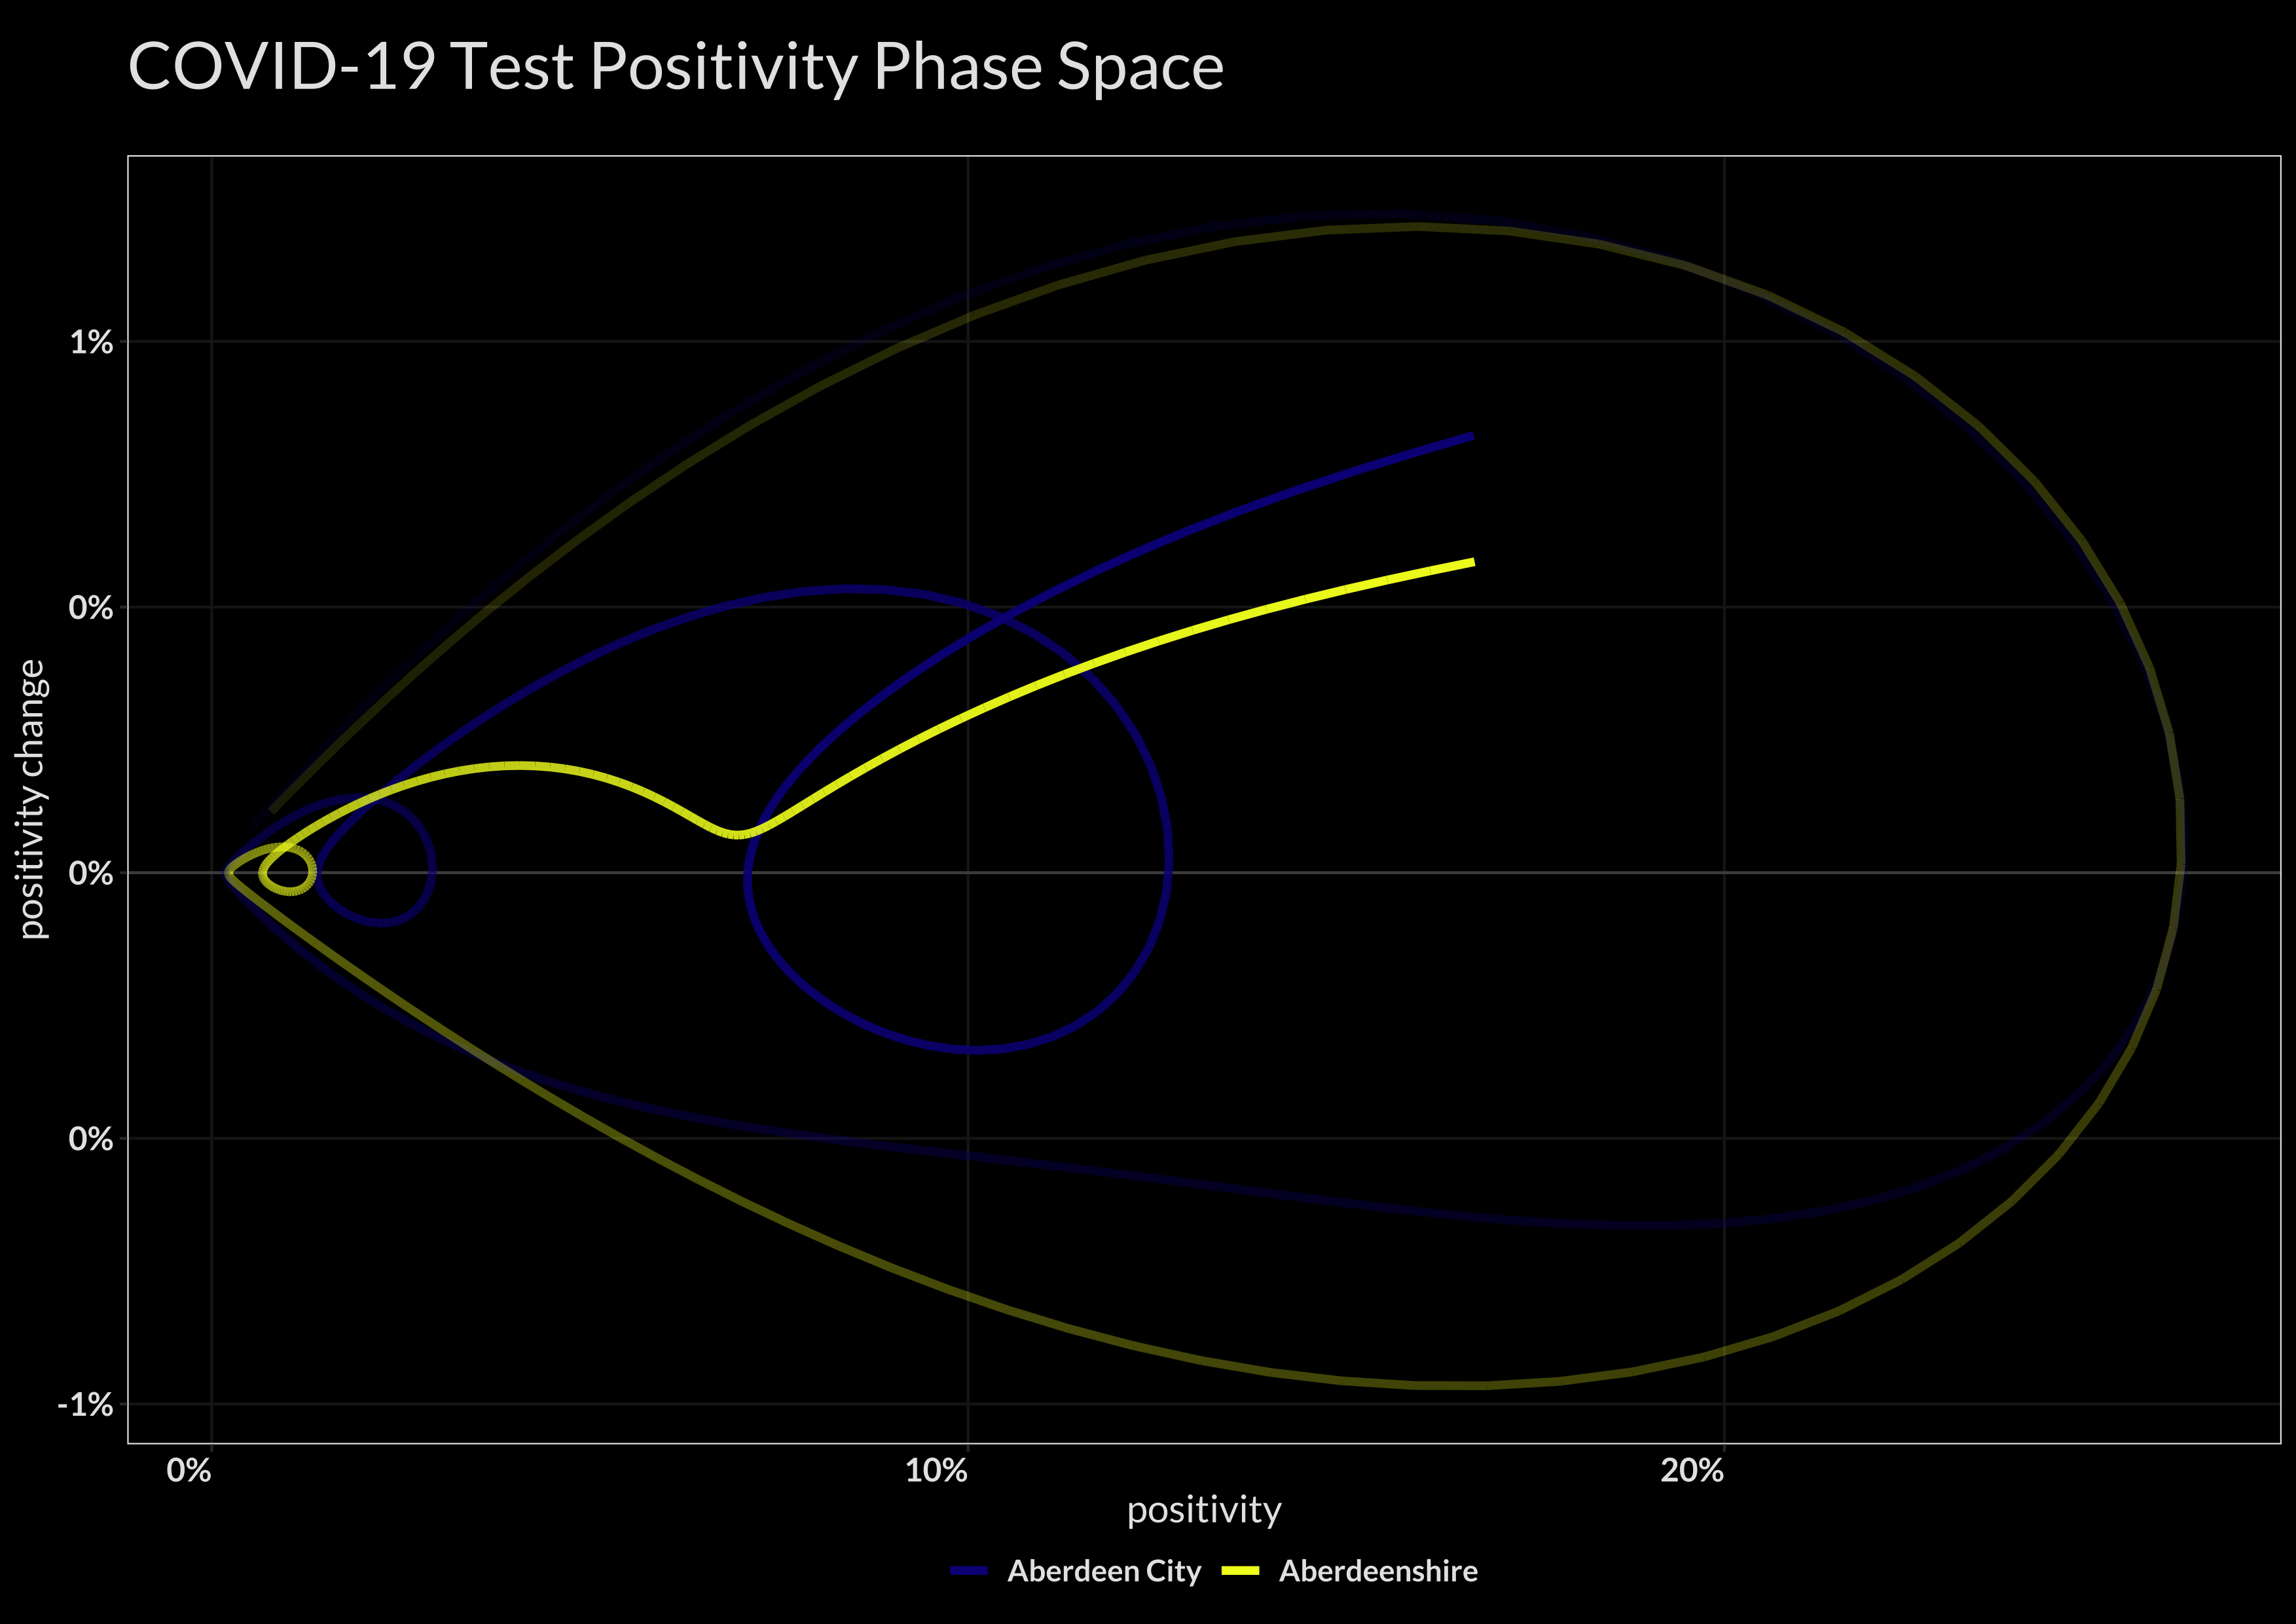 COVID-19 Test Positivity Phase Space
positivity change
1%
0%
0%
0%
-1%
0% 10% 20%
positivity
Aberdeen City Aberdeenshire